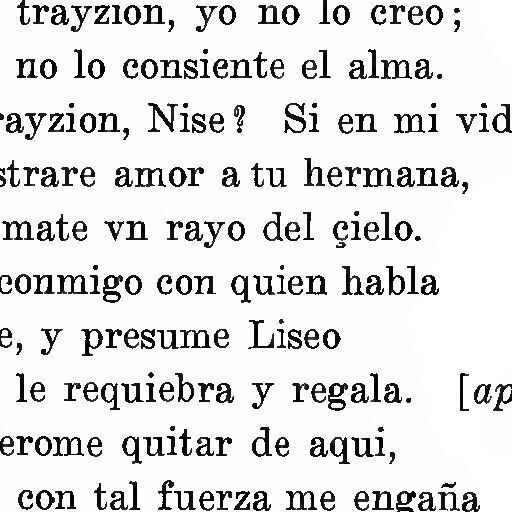 trayzion, yo no lo creo;
no lo consiente el alma.
rayzion, Nise? Si en mi vid
strare amor a tu hermana,
mate vn rayo del çielo.
conmigo con quien habla
e, y presume Liseo
le requiebra y regala. [ap
erome quitar de aqui,
con tal fuerza me engaña